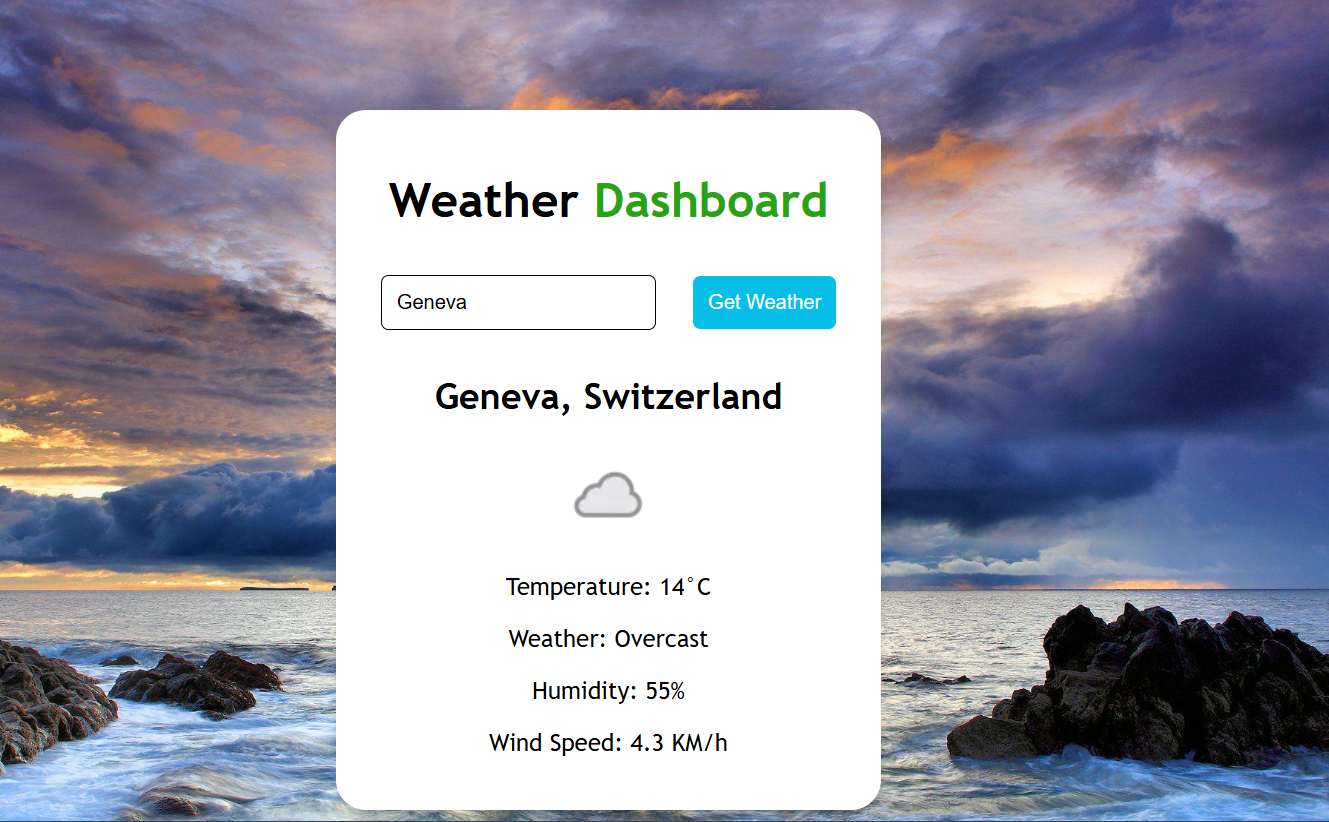 Weather Dashboard
Geneva
Get Weather
Geneva, Switzerland
Temperature: 14°C
Weather: Overcast
Humidity: 55%
Wind Speed: 4.3 KM/h